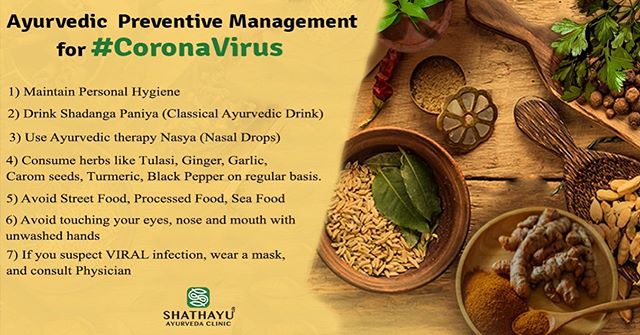 Ayurvedic Preventive Management
for #CoronaVirus
1) Maintain Personal Hygiene
2) Drink Shadanga Paniya (Classical Ayurvedic Drink)
3) Use Ayurvedic therapy Nasya (Nasal Drops)
4) Consume herbs like Tulasi, Ginger, Garlic,
Carom seeds, Turmeric, Black Pepper on regular basis.
5) Avoid Street Food, Processed Food, Sea Food
6) Avoid touching your eyes, nose and mouth with
unwashed hands
7) If you suspect VIRAL infection, wear a mask,
and consult Physician
SHATHAYU
AYURVEDA CLINIC